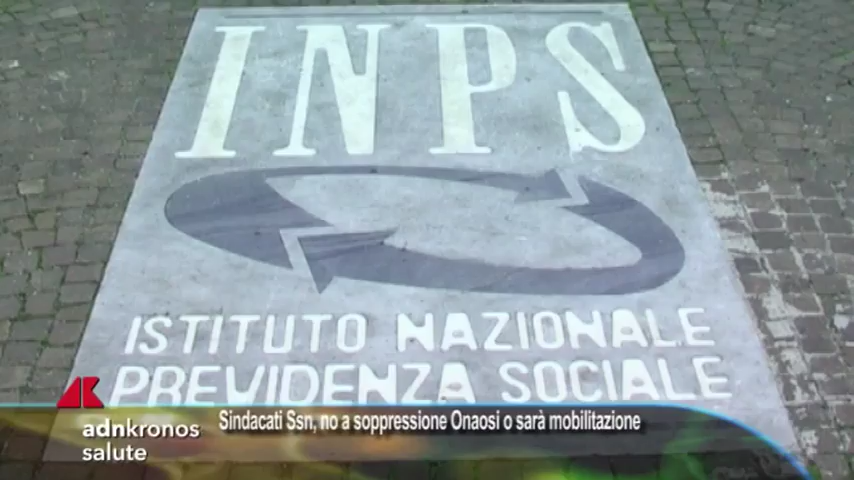 INPS
ISTITUTO NAZIONALE
PREVIDENZA SOCIALE
Sindacati Ssn, no a soppressione Onaosi o sarà mobilitazione
adnkronos
salute